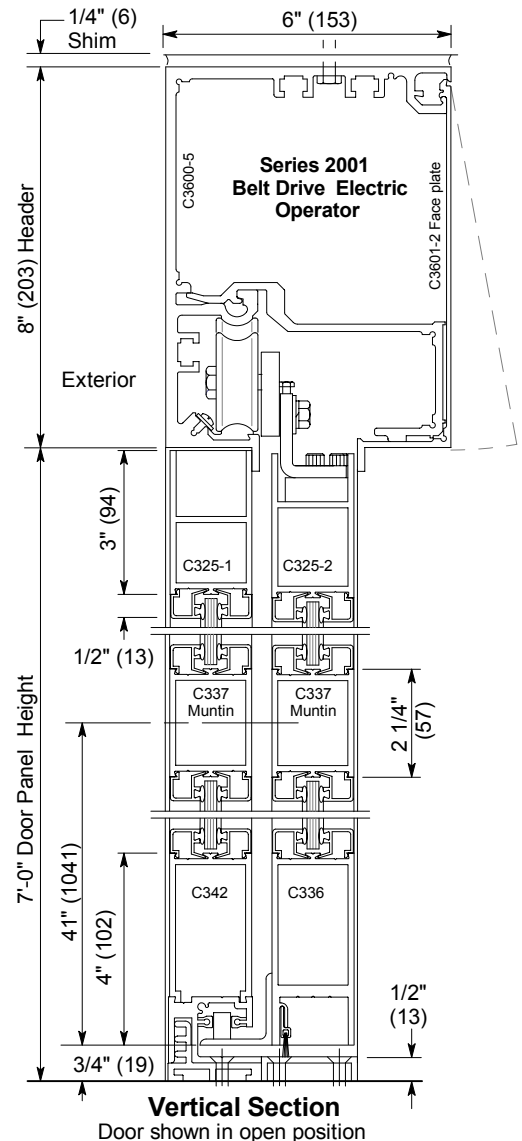 1/4" (6)
Shim
6" (153)
8" (203) Header
C3600-5
Series 2001
Belt Drive Electric
Operator
C3601-2 Face plate
Exterior
3" (94)
C325-1
C325-2
1/2" (13)
7'-0" Door Panel Height
C337
Muntin
C337
Muntin
2 1/4"
(57)
41" (1041)
4" (102)
C342
C336
1/2"
(13)
3/4" (19)
Vertical Section
Door shown in open position